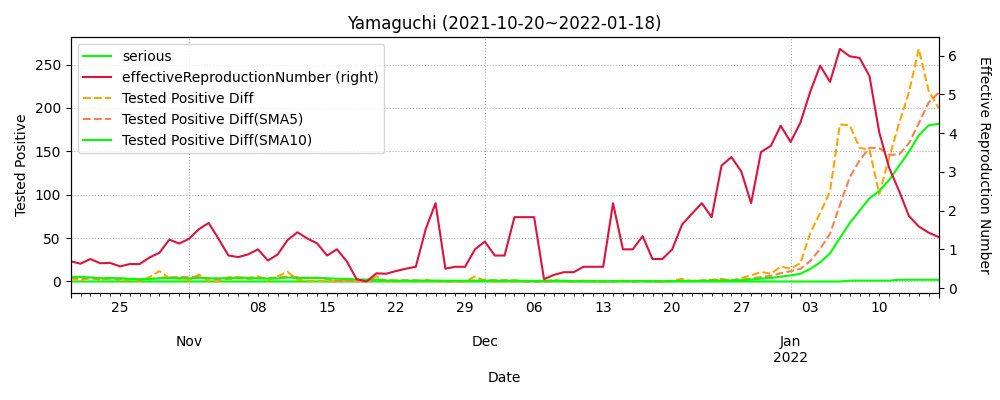 Yamaguchi (2021-10-20~2022-01-18)
serious
effectiveReproductionNumber (right)
Tested Positive Diff
Tested Positive Diff(SMA5)
Tested Positive Diff(SMA10)
Tested Positive
250
200
150
100
50
0
Effective Reproduction Number
6
5
4
3
2
1
0
25 08 15 22 29 06 13 20 27 03 10
Nov Dec Jan
2022
Date